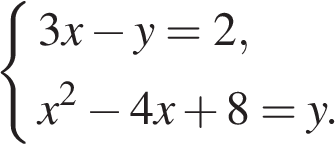 3x − y = 2,
x² − 4x + 8 = y.